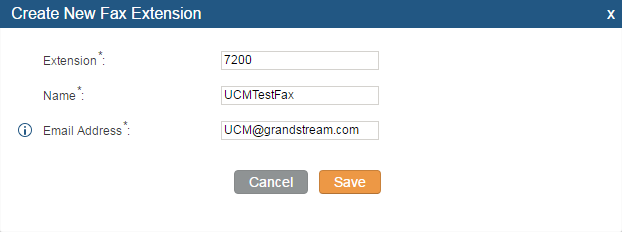 Create New Fax Extension X
Extension*: 7200
Name*: UCMTestFax
i Email Address*: UCM@grandstream.com
Cancel Save